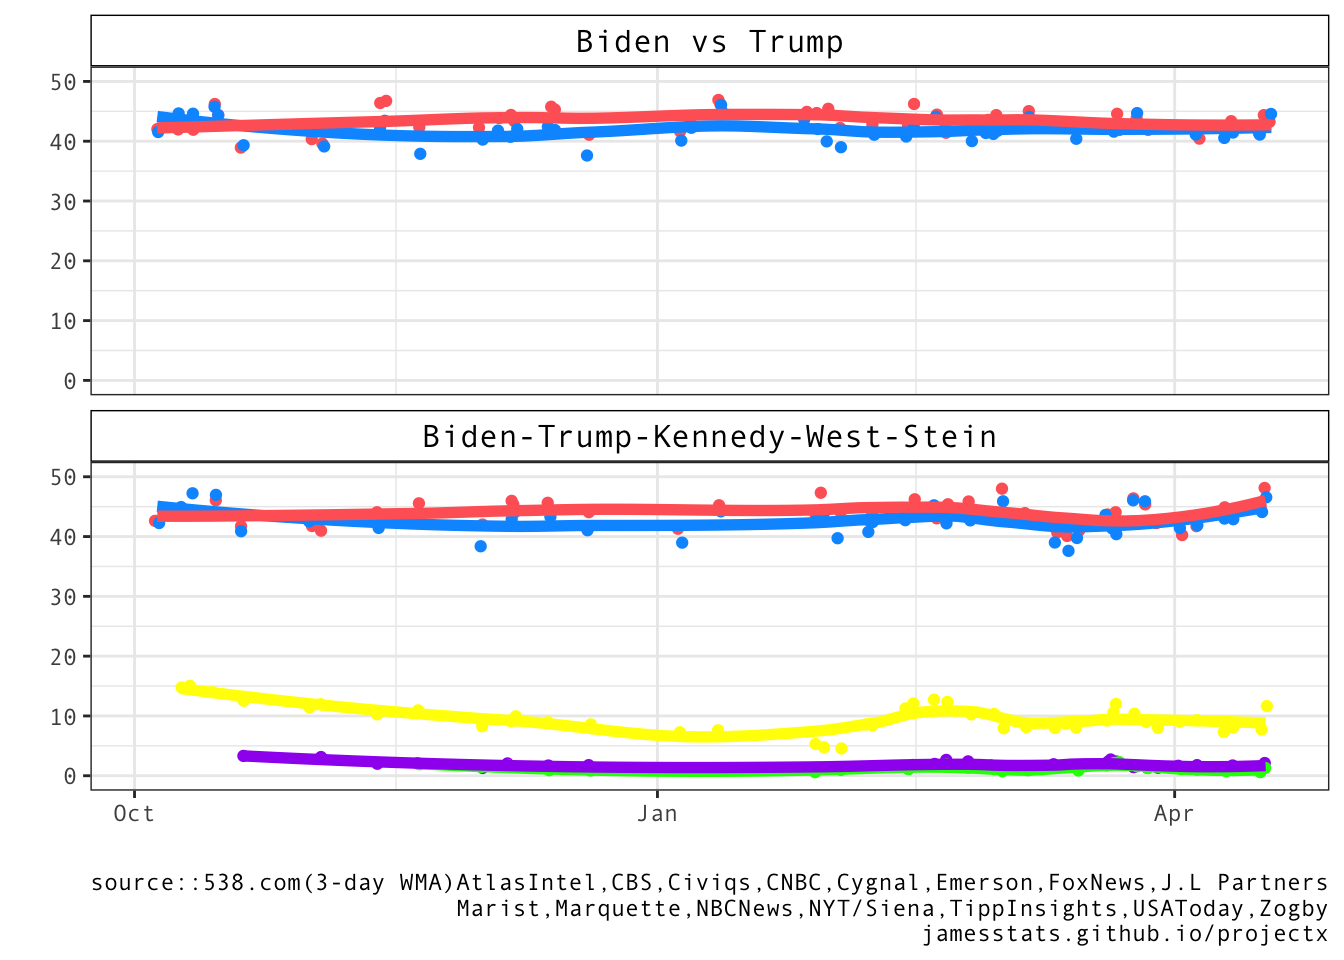 Biden vs Trump
50
40
30
20
10
0
Biden-Trump-Kennedy-West-Stein
50
40
30
20
10
0
Oct Jan Apr
source::538.com(3-day WMA)AtlasIntel,CBS,Civiqs,CNBC,Cygnal,Emerson,FoxNews,J.L Partners
Marist,Marquette,NBCNews,NYT/Siena,TippInsights,USAToday,Zogby
jamesstats.github.io/projectx